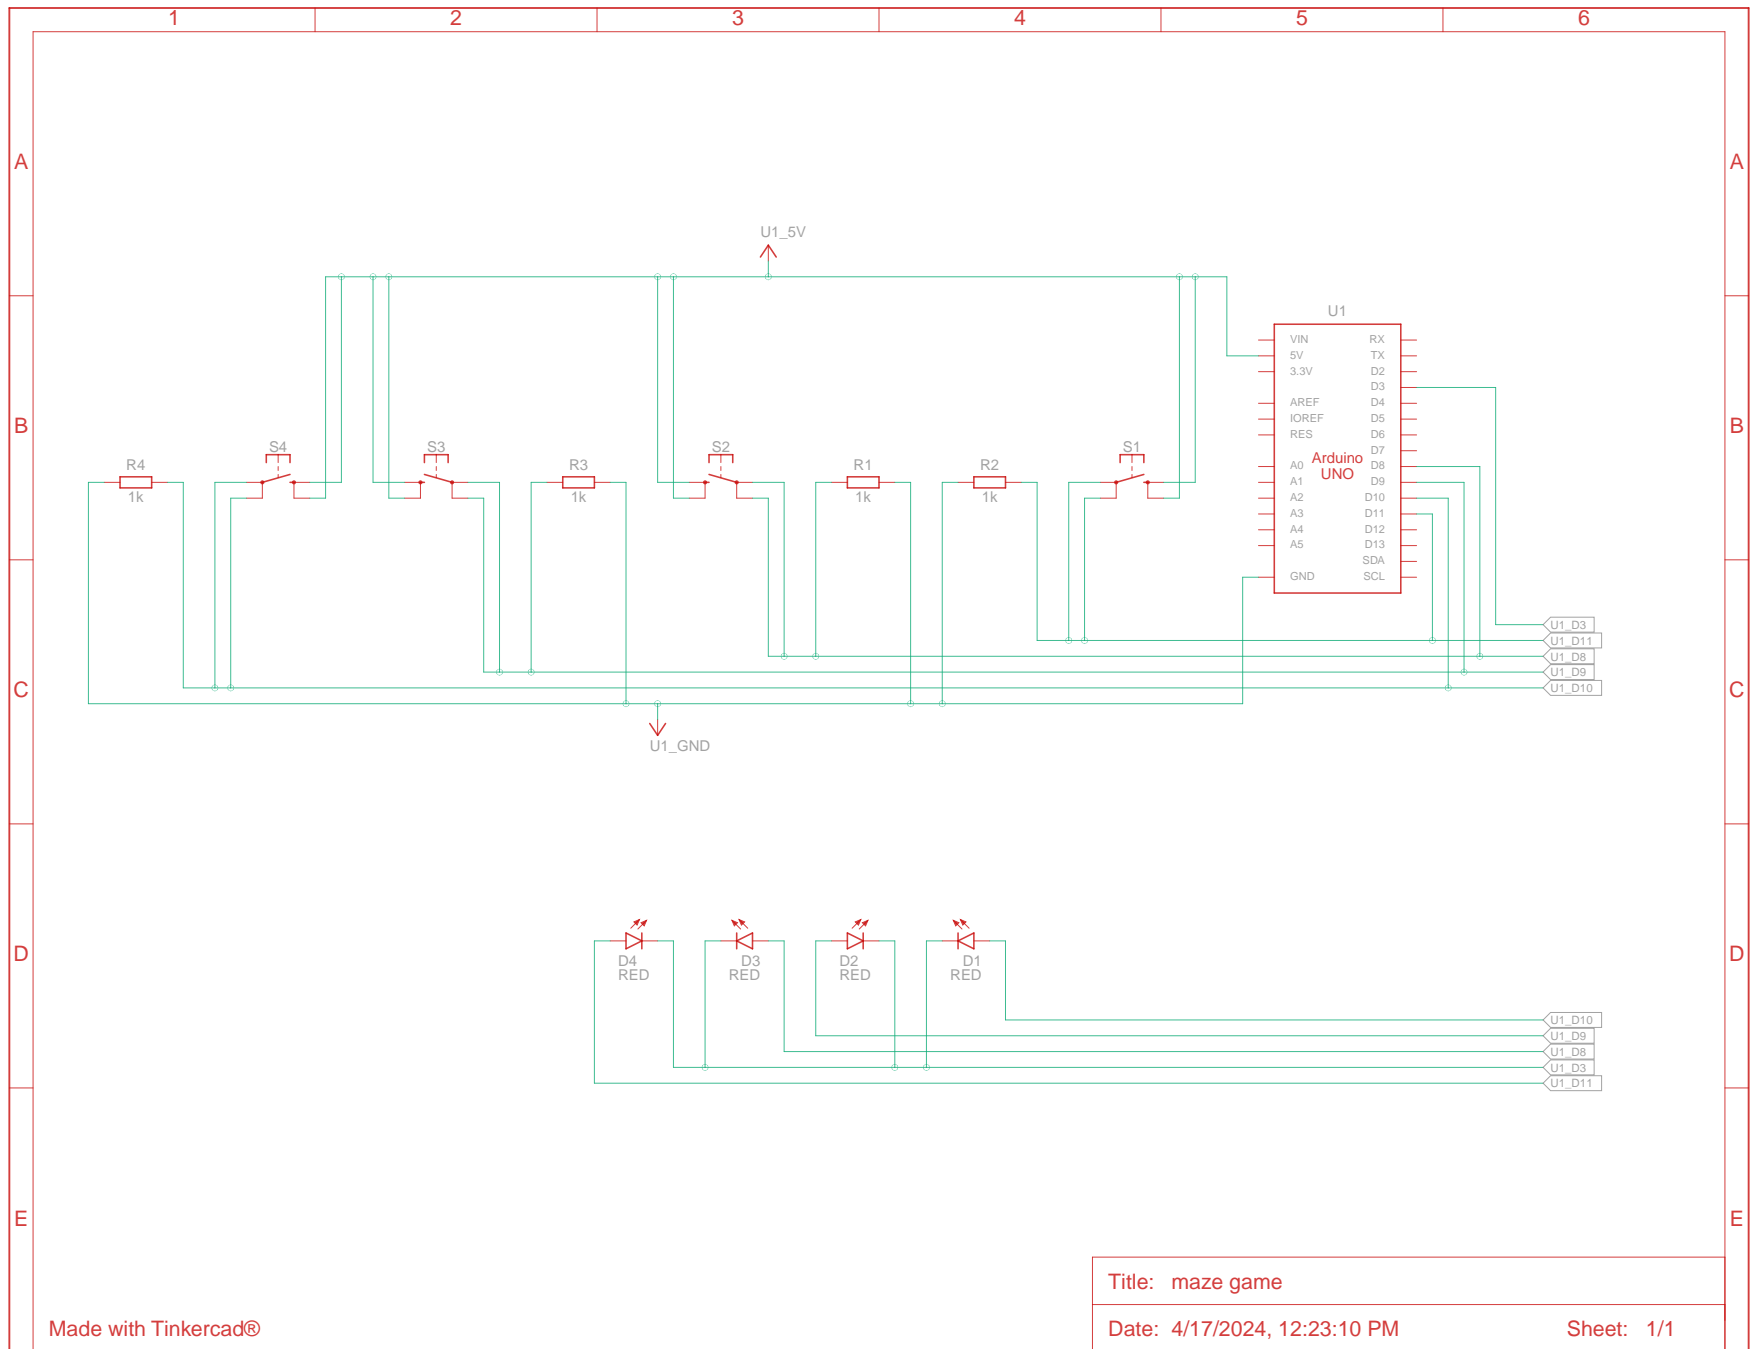 1 2 3 4 5 6
A A
U1_5V
B B
U1
VIN RX
5V TX
3.3V D2
D3
AREF D4
IOREF D5
RES D6
D7
A0 D8
A1 D9
A2 D10
A3 D11
A4 D12
A5 D13
SDA
GND SCL
Arduino
UNO
R4
1k
S4
S3
R3
1k
S2
R1
1k
R2
1k
S1
U1_D3
U1_D11
U1_D8
U1_D9
U1_D10
C C
U1_GND
D D
D4
RED
D3
RED
D2
RED
D1
RED
U1_D10
U1_D9
U1_D8
U1_D3
U1_D11
E E
Title: maze game
Made with Tinkercad®
Date: 4/17/2024, 12:23:10 PM Sheet: 1/1